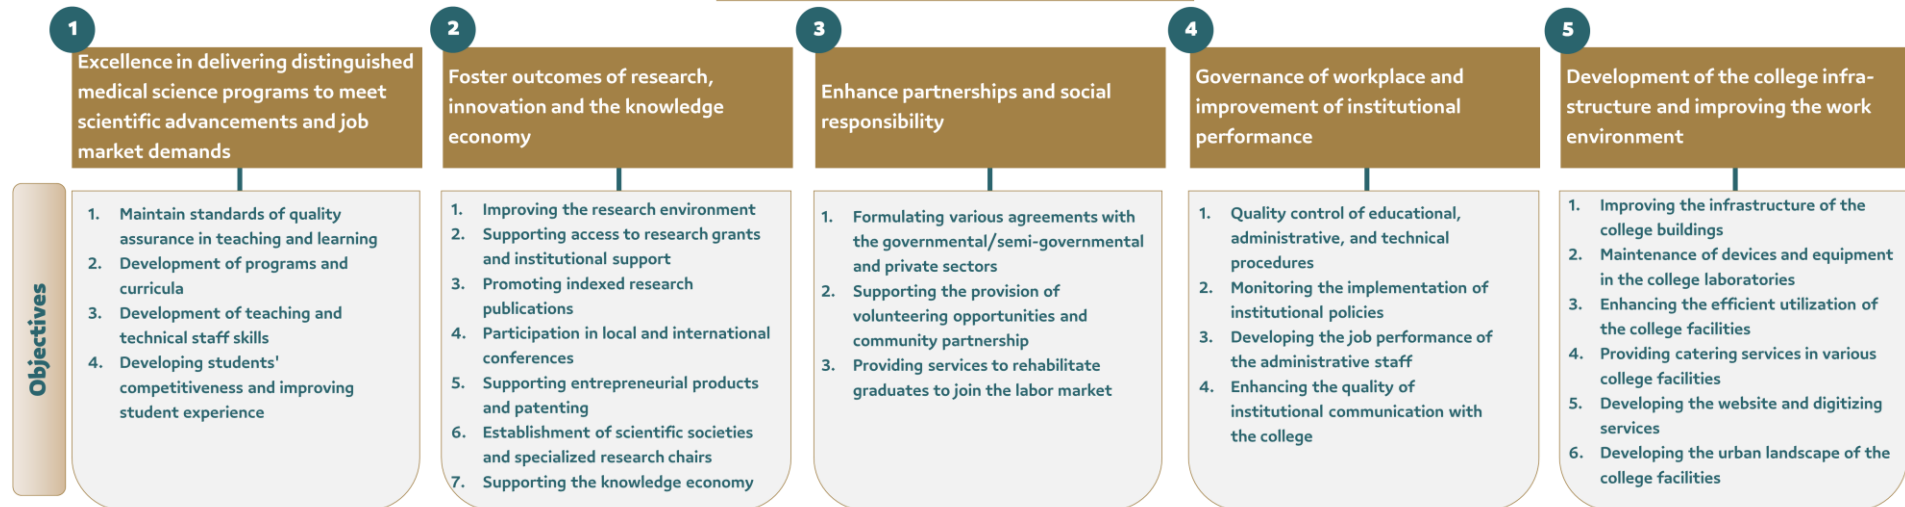 1
Excellence in delivering distinguished
medical science programs to meet
scientific advancements and job
market demands
2
Foster outcomes of research,
innovation and the knowledge
economy
3
Enhance partnerships and social
responsibility
4
Governance of workplace and
improvement of institutional
performance
5
Development of the college infra-
structure and improving the work
environment
Objectives
1. Maintain standards of quality
assurance in teaching and learning
2. Development of programs and
curricula
3. Development of teaching and
technical staff skills
4. Developing students'
competitiveness and improving
student experience
1. Improving the research environment
2. Supporting access to research grants
and institutional support
3. Promoting indexed research
publications
4. Participation in local and international
conferences
5. Supporting entrepreneurial products
and patenting
6. Establishment of scientific societies
and specialized research chairs
7. Supporting the knowledge economy
1. Formulating various agreements with
the governmental/semi-governmental
and private sectors
2. Supporting the provision of
volunteering opportunities and
community partnership
3. Providing services to rehabilitate
graduates to join the labor market
1. Quality control of educational,
administrative, and technical
procedures
2. Monitoring the implementation of
institutional policies
3. Developing the job performance of
the administrative staff
4. Enhancing the quality of
institutional communication with
the college
1. Improving the infrastructure of the
college buildings
2. Maintenance of devices and equipment
in the college laboratories
3. Enhancing the efficient utilization of
the college facilities
4. Providing catering services in various
college facilities
5. Developing the website and digitizing
services
6. Developing the urban landscape of the
college facilities